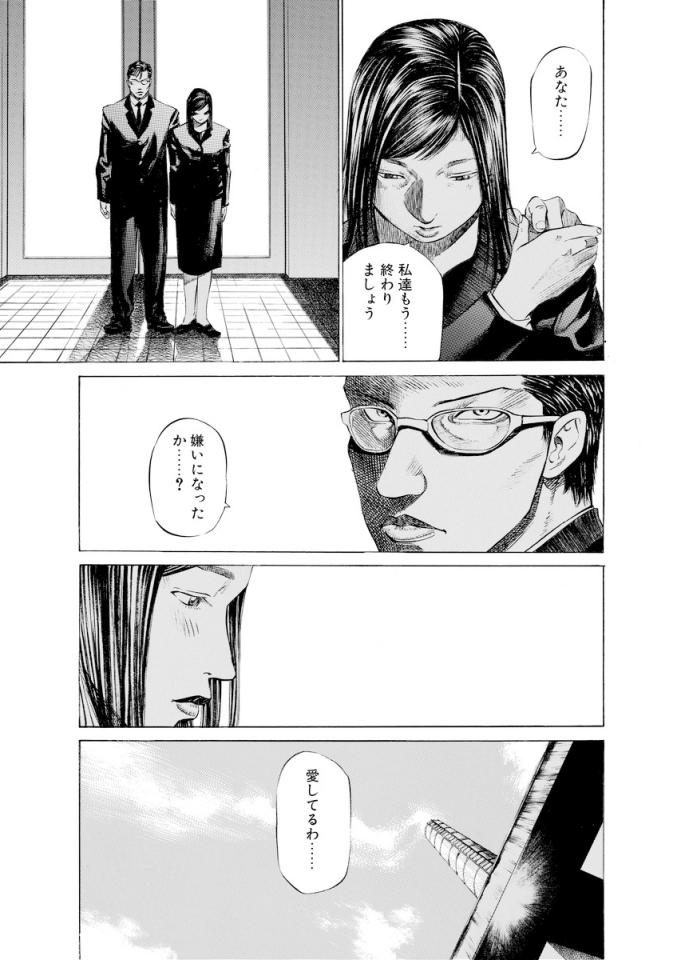 あなた……
私達もう……
終わり
ましょう
嫌いになった
か……?
愛してるわ……